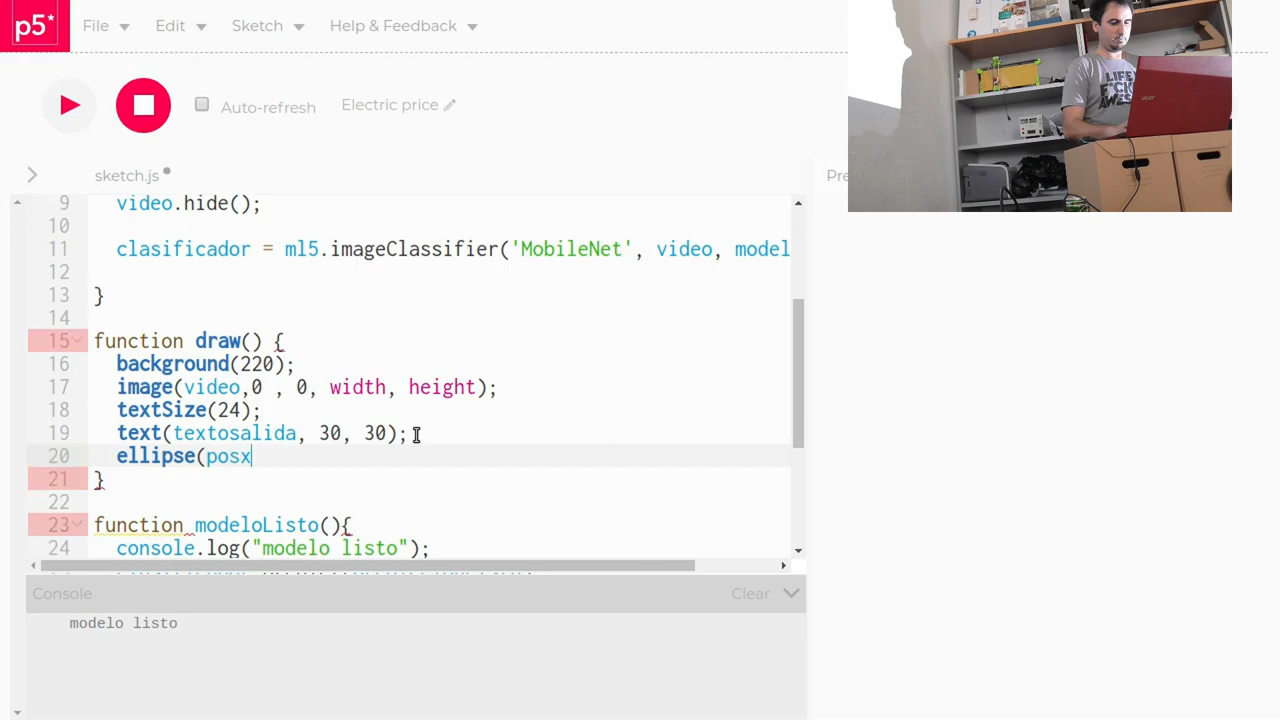 p5*
File Edit Sketch Help & Feedback
Auto-refresh Electric price
sketch.js
9 video.hide();
10
11 clasificador = ml5.imageClassifier('MobileNet', video, model
12
13 }
14
15 function draw() {
16 background(220);
17 image(video,0 , 0, width, height);
18 textSize(24);
19 text(textosalida, 30, 30);
20 ellipse(posx
21 }
22
23 function modeloListo(){
24 console.log("modelo listo");
Console Clear
modelo listo
Pre
LIFE
acer